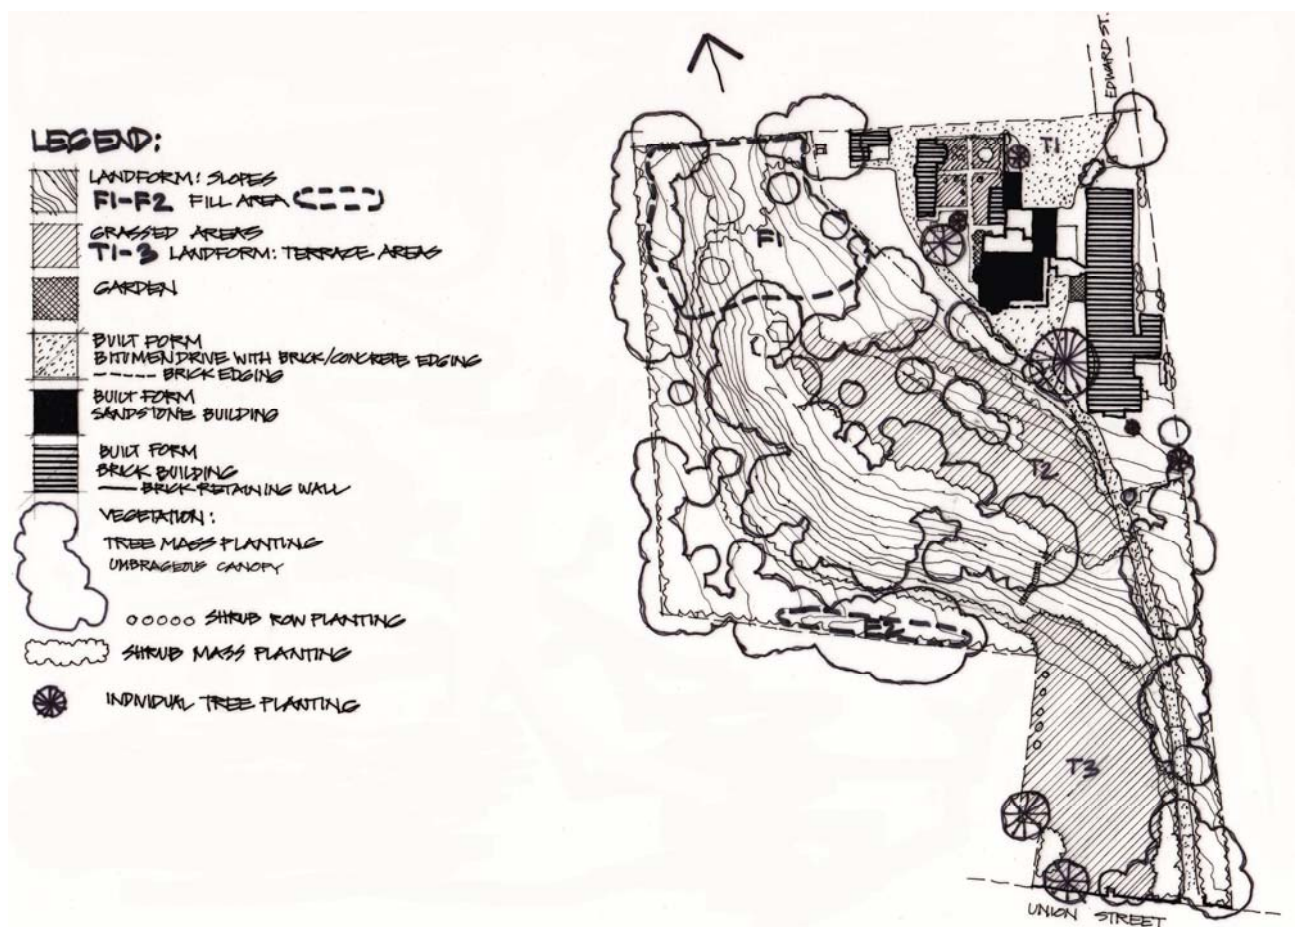 LEGEND:
LANDFORM: SLOPES
F1-F2 FILL AREA
GRASSED AREAS
T1-3 LANDFORM: TERRACE AREAS
GARDEN
BUILT FORM
BITUMEN DRIVE WITH BRICK/CONCRETE EDGING
BRICK EDGING
BUILT FORM
SANDSTONE BUILDING
BUILT FORM
BRICK BUILDING
BRICK RETAINING WALL
VEGETATION:
TREE MASS PLANTING
UMBRAGEOUS CANOPY
SHRUB ROW PLANTING
SHRUB MASS PLANTING
INDIVIDUAL TREE PLANTING
EDWARD ST.
T1
F1
T2
F2
T3
UNION STREET